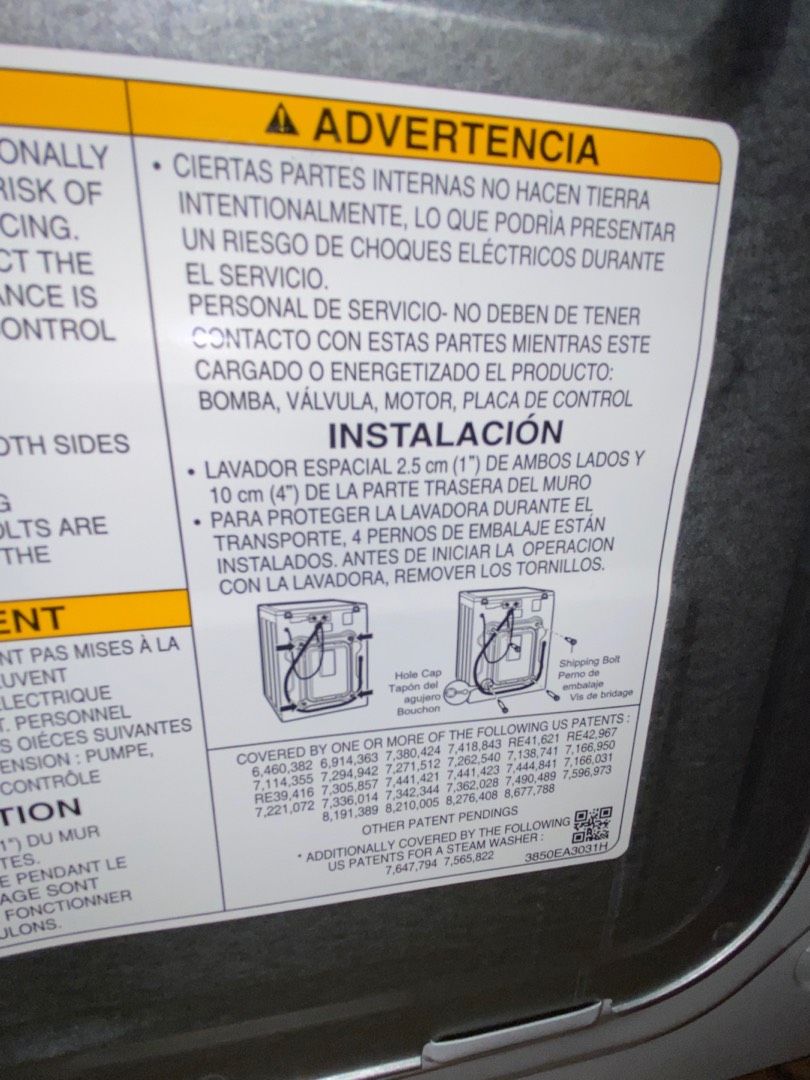 ONALLY
RISK OF
CING.
CT THE
ANCE IS
ONTROL
OTH SIDES
G
OLTS ARE
THE
ENT
NT PAS MISES À LA
EUVENT
LECTRIQUE
T. PERSONNEL
S OIÉCES SUIVANTES
ENSION : PUMPE,
CONTRÔLE
TION
1") DU MUR
TES.
E PENDANT LE
AGE SONT
FONCTIONNER
ULONS.
⚠ ADVERTENCIA
• CIERTAS PARTES INTERNAS NO HACEN TIERRA
INTENTIONALMENTE, LO QUE PODRÌA PRESENTAR
UN RIESGO DE CHOQUES ELÉCTRICOS DURANTE
EL SERVICIO.
PERSONAL DE SERVICIO- NO DEBEN DE TENER
CONTACTO CON ESTAS PARTES MIENTRAS ESTE
CARGADO O ENERGETIZADO EL PRODUCTO:
BOMBA, VÁLVULA, MOTOR, PLACA DE CONTROL
INSTALACIÓN
• LAVADOR ESPACIAL 2.5 cm (1") DE AMBOS LADOS Y
10 cm (4") DE LA PARTE TRASERA DEL MURO
• PARA PROTEGER LA LAVADORA DURANTE EL
TRANSPORTE, 4 PERNOS DE EMBALAJE ESTÁN
INSTALADOS. ANTES DE INICIAR LA OPERACION
CON LA LAVADORA, REMOVER LOS TORNILLOS.
Hole Cap
Tapón del
agujero
Bouchon
Shipping Bolt
Perno de
embalaje
Vis de bridage
COVERED BY ONE OR MORE OF THE FOLLOWING US PATENTS :
6,460,382 6,914,363 7,380,424 7,418,843 RE41,621 RE42,967
7,114,355 7,294,942 7,271,512 7,262,540 7,138,741 7,166,950
RE39,416 7,305,857 7,441,421 7,441,423 7,444,841 7,166,031
7,221,072 7,336,014 7,342,344 7,362,028 7,490,489 7,596,973
8,191,389 8,210,005 8,276,408 8,677,788
OTHER PATENT PENDINGS
* ADDITIONALLY COVERED BY THE FOLLOWING
US PATENTS FOR A STEAM WASHER :
7,647,794 7,565,822
3850EA3031H